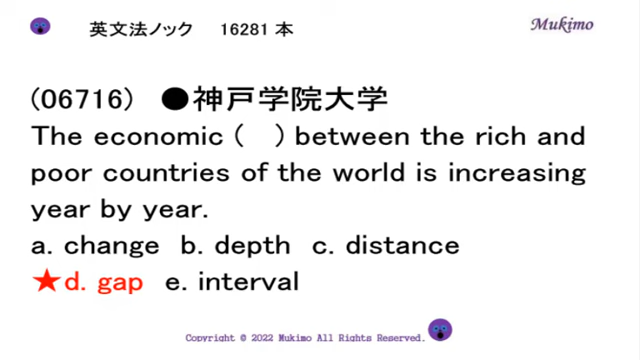 英文法ノック 16281 本 Mukimo
(06716) ●神戸学院大学
The economic ( ) between the rich and
poor countries of the world is increasing
year by year.
a. change b. depth c. distance
★d. gap e. interval
Copyright © 2022 Mukimo All Rights Reserved.